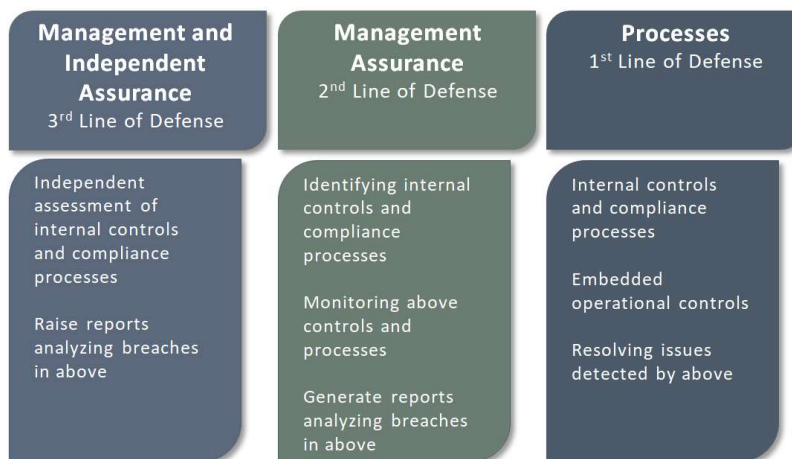 Management and
Independent
Assurance
3rd Line of Defense
Independent
assessment of
internal controls
and compliance
processes
Raise reports
analyzing breaches
in above
Management
Assurance
2nd Line of Defense
Identifying internal
controls and
compliance
processes
Monitoring above
controls and
processes
Generate reports
analyzing breaches
in above
Processes
1st Line of Defense
Internal controls
and compliance
processes
Embedded
operational controls
Resolving issues
detected by above